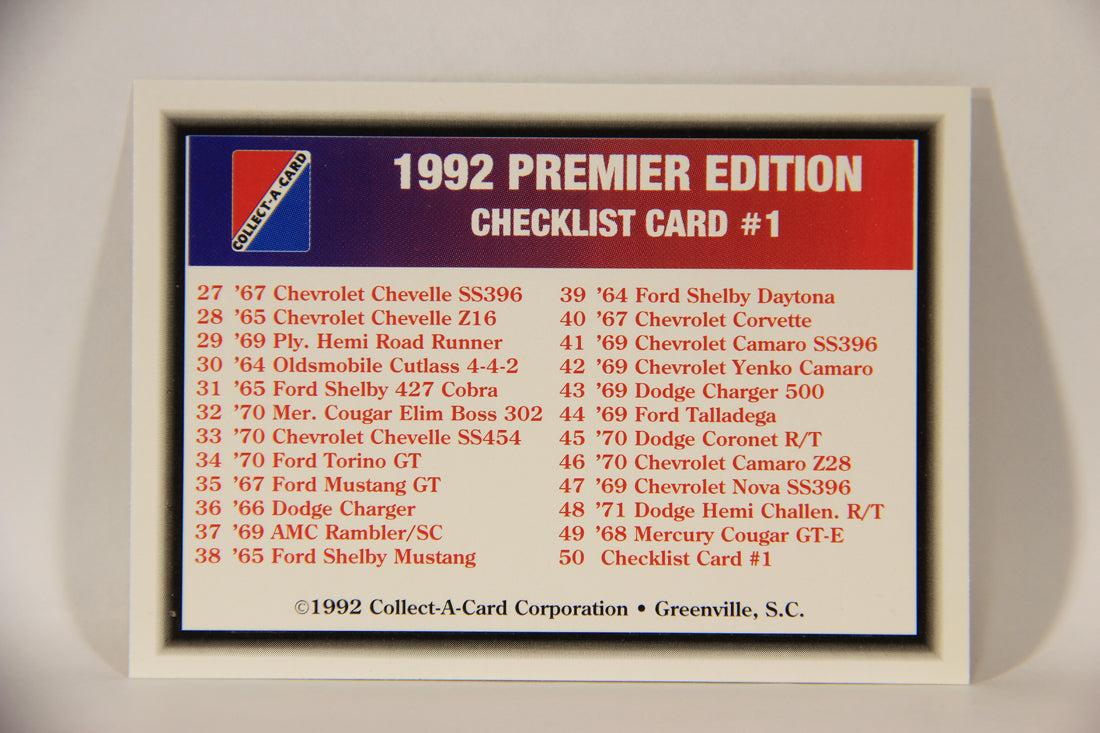 COLLECT-A-CARD
1992 PREMIER EDITION
CHECKLIST CARD #1
27 '67 Chevrolet Chevelle SS396
28 '65 Chevrolet Chevelle Z16
29 '69 Ply. Hemi Road Runner
30 '64 Oldsmobile Cutlass 4-4-2
31 '65 Ford Shelby 427 Cobra
32 '70 Mer. Cougar Elim Boss 302
33 '70 Chevrolet Chevelle SS454
34 '70 Ford Torino GT
35 '67 Ford Mustang GT
36 '66 Dodge Charger
37 '69 AMC Rambler/SC
38 '65 Ford Shelby Mustang
39 '64 Ford Shelby Daytona
40 '67 Chevrolet Corvette
41 '69 Chevrolet Camaro SS396
42 '69 Chevrolet Yenko Camaro
43 '69 Dodge Charger 500
44 '69 Ford Talladega
45 '70 Dodge Coronet R/T
46 '70 Chevrolet Camaro Z28
47 '69 Chevrolet Nova SS396
48 '71 Dodge Hemi Challen. R/T
49 '68 Mercury Cougar GT-E
50 Checklist Card #1
©1992 Collect-A-Card Corporation • Greenville, S.C.